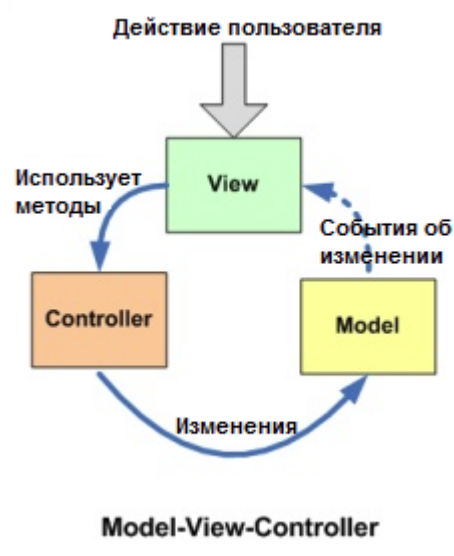 Действие пользователя
View
Использует
методы
События об
изменении
Controller
Model
Изменения
Model-View-Controller